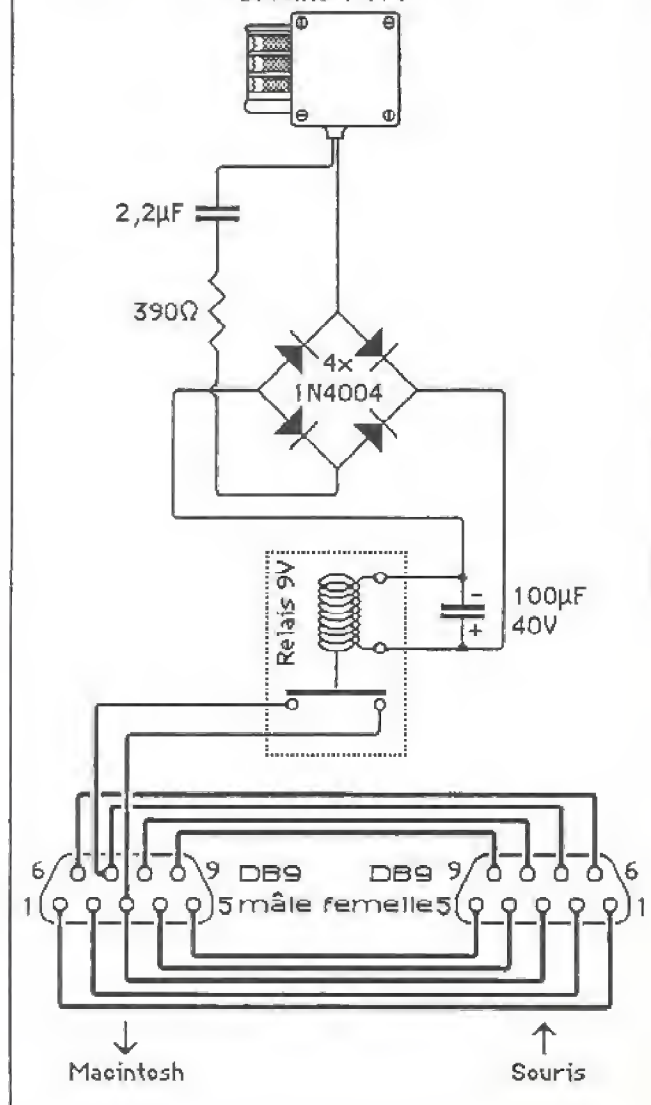 2,2µF
390Ω
4x
1N4004
Relais 9V
-
100µF
+
40V
6
9 DB9
DB9 9
6
1
5 mâle femelle 5
1
Macintosh
Souris